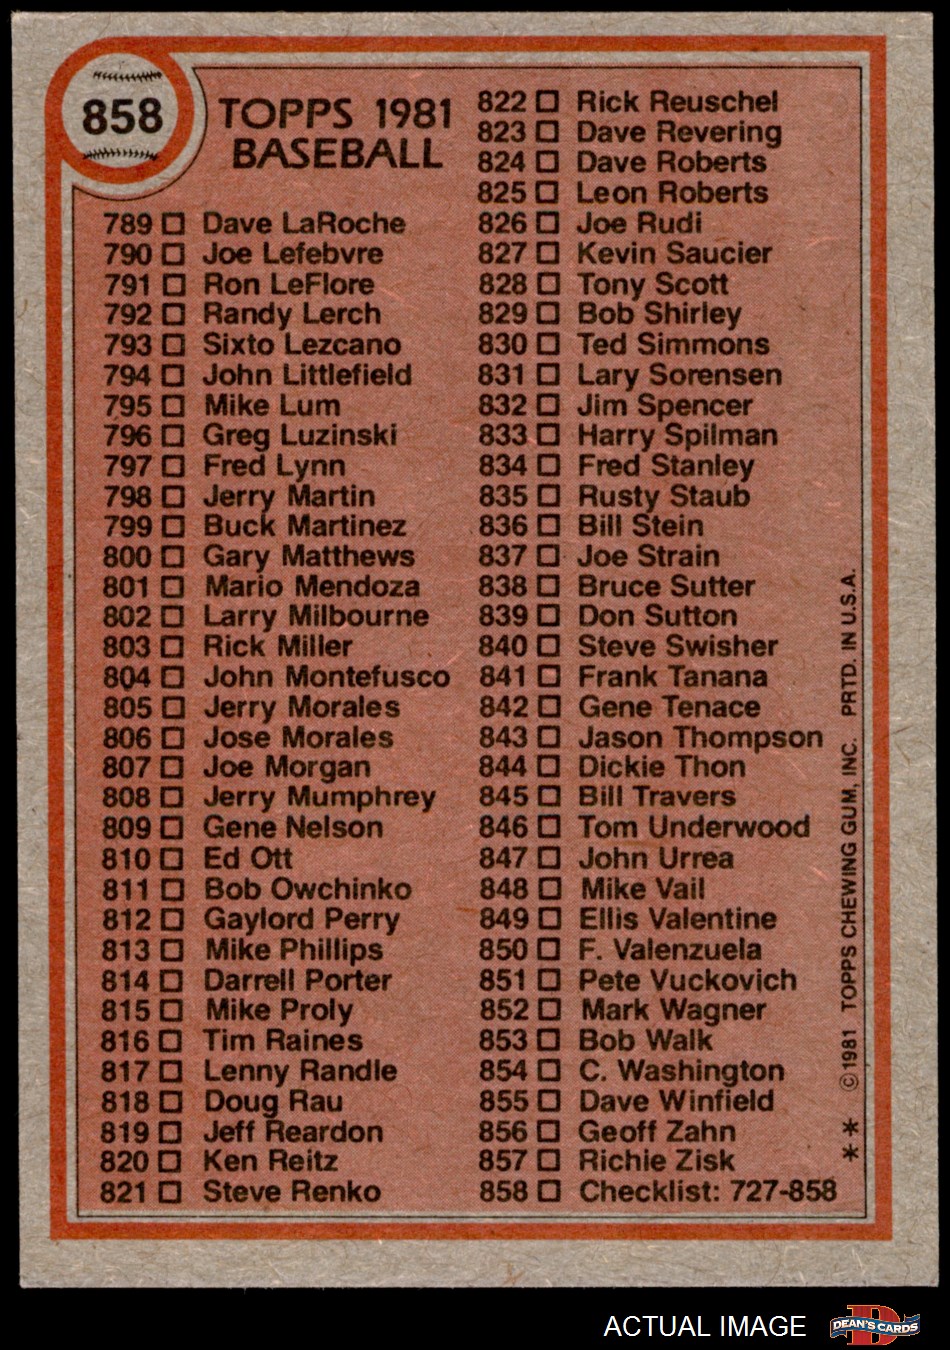 858
TOPPS 1981
BASEBALL
789 ☐ Dave LaRoche
790 ☐ Joe Lefebvre
791 ☐ Ron LeFlore
792 ☐ Randy Lerch
793 ☐ Sixto Lezcano
794 ☐ John Littlefield
795 ☐ Mike Lum
796 ☐ Greg Luzinski
797 ☐ Fred Lynn
798 ☐ Jerry Martin
799 ☐ Buck Martinez
800 ☐ Gary Matthews
801 ☐ Mario Mendoza
802 ☐ Larry Milbourne
803 ☐ Rick Miller
804 ☐ John Montefusco
805 ☐ Jerry Morales
806 ☐ Jose Morales
807 ☐ Joe Morgan
808 ☐ Jerry Mumphrey
809 ☐ Gene Nelson
810 ☐ Ed Ott
811 ☐ Bob Owchinko
812 ☐ Gaylord Perry
813 ☐ Mike Phillips
814 ☐ Darrell Porter
815 ☐ Mike Proly
816 ☐ Tim Raines
817 ☐ Lenny Randle
818 ☐ Doug Rau
819 ☐ Jeff Reardon
820 ☐ Ken Reitz
821 ☐ Steve Renko
822 ☐ Rick Reuschel
823 ☐ Dave Revering
824 ☐ Dave Roberts
825 ☐ Leon Roberts
826 ☐ Joe Rudi
827 ☐ Kevin Saucier
828 ☐ Tony Scott
829 ☐ Bob Shirley
830 ☐ Ted Simmons
831 ☐ Lary Sorensen
832 ☐ Jim Spencer
833 ☐ Harry Spilman
834 ☐ Fred Stanley
835 ☐ Rusty Staub
836 ☐ Bill Stein
837 ☐ Joe Strain
838 ☐ Bruce Sutter
839 ☐ Don Sutton
840 ☐ Steve Swisher
841 ☐ Frank Tanana
842 ☐ Gene Tenace
843 ☐ Jason Thompson
844 ☐ Dickie Thon
845 ☐ Bill Travers
846 ☐ Tom Underwood
847 ☐ John Urrea
848 ☐ Mike Vail
849 ☐ Ellis Valentine
850 ☐ F. Valenzuela
851 ☐ Pete Vuckovich
852 ☐ Mark Wagner
853 ☐ Bob Walk
854 ☐ C. Washington
855 ☐ Dave Winfield
856 ☐ Geoff Zahn
857 ☐ Richie Zisk
858 ☐ Checklist: 727-858
** ©1981 TOPPS CHEWING GUM, INC. PRTD. IN U.S.A.
ACTUAL IMAGE
D
DEAN'S CARDS